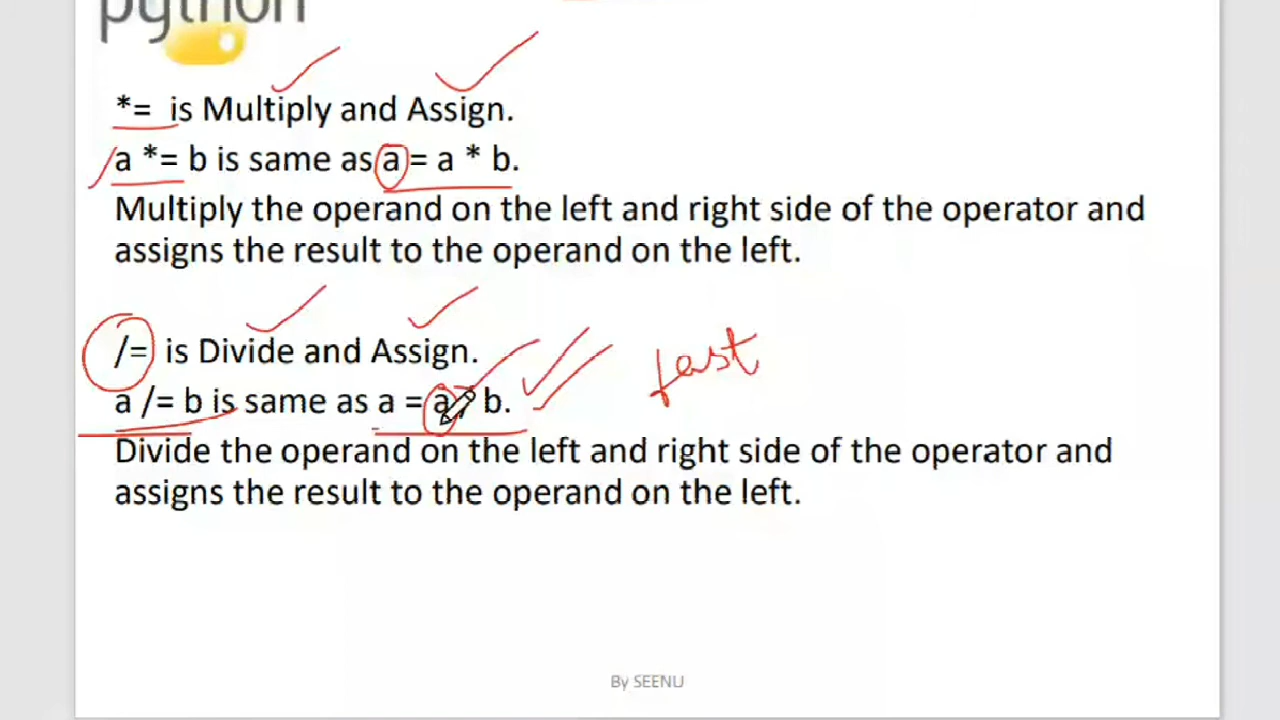 python
*= is Multiply and Assign.
a *= b is same as a = a * b.
Multiply the operand on the left and right side of the operator and
assigns the result to the operand on the left.
/= is Divide and Assign.
a /= b is same as a = a / b.
Divide the operand on the left and right side of the operator and
assigns the result to the operand on the left.
By SEENU